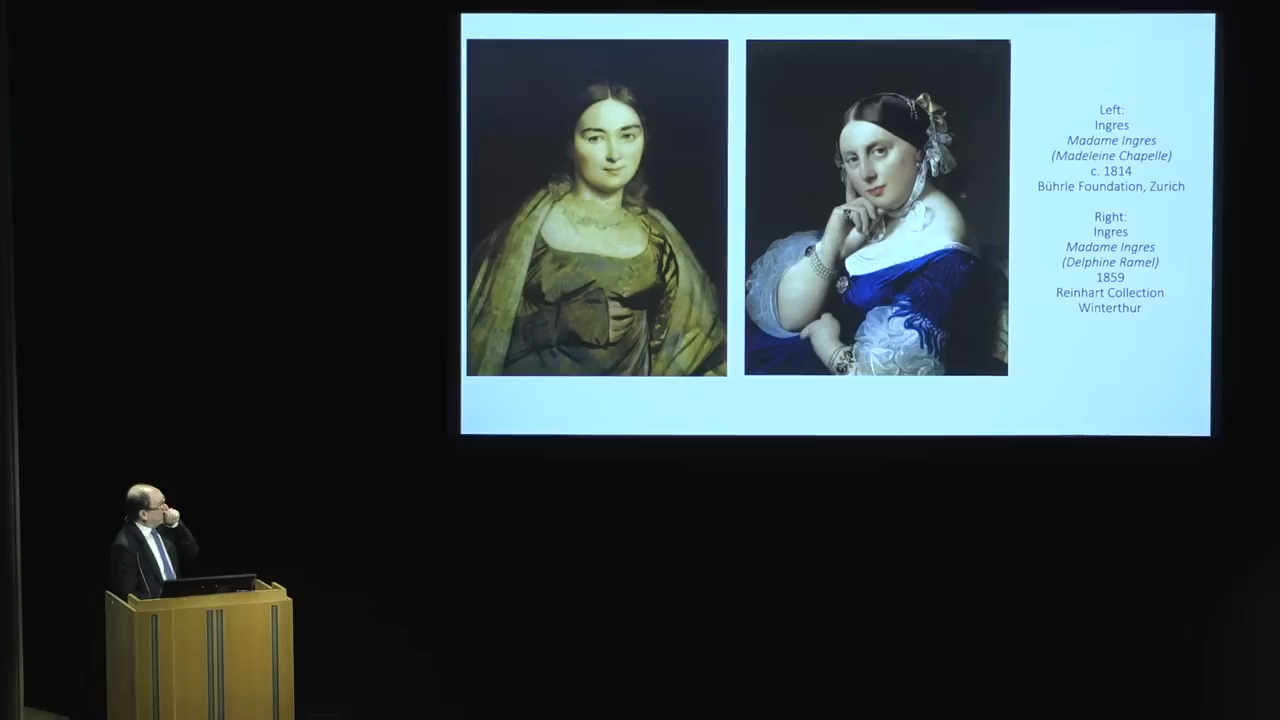 Left:
Ingres
Madame Ingres
(Madeleine Chapelle)
c. 1814
Bührle Foundation, Zurich
Right:
Ingres
Madame Ingres
(Delphine Ramel)
1859
Reinhart Collection
Winterthur